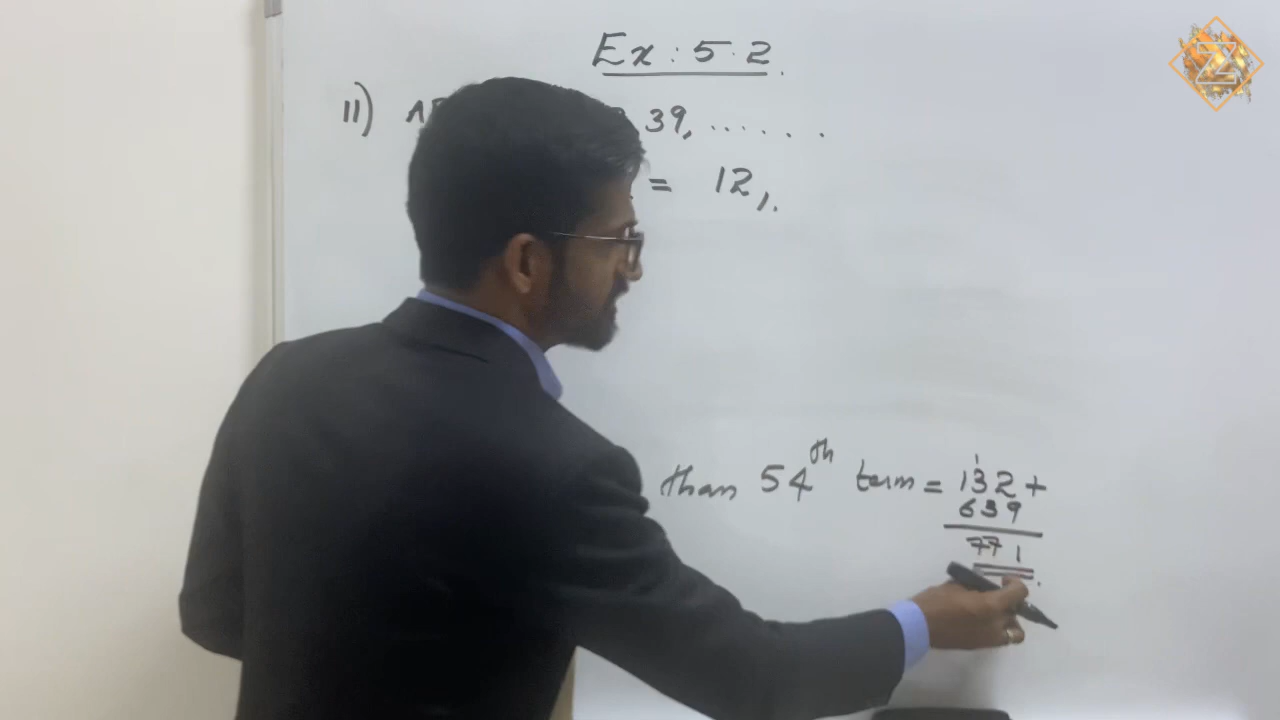 Ex : 5.2
11) 39, ......
= 12,
than 54th term = 132 +
639
771
Z